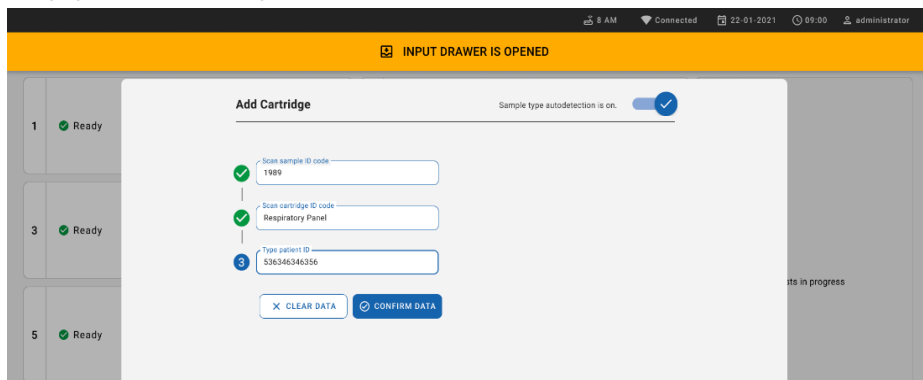 8 AM Connected 22-01-2021 09:00 administrator
INPUT DRAWER IS OPENED
Add Cartridge Sample type autodetection is on.
1 Ready
Scan sample ID code
1989
Scan cartridge ID code
Respiratory Panel
3 Ready
Type patient ID
3 536346346356
sts in progress
CLEAR DATA CONFIRM DATA
5 Ready